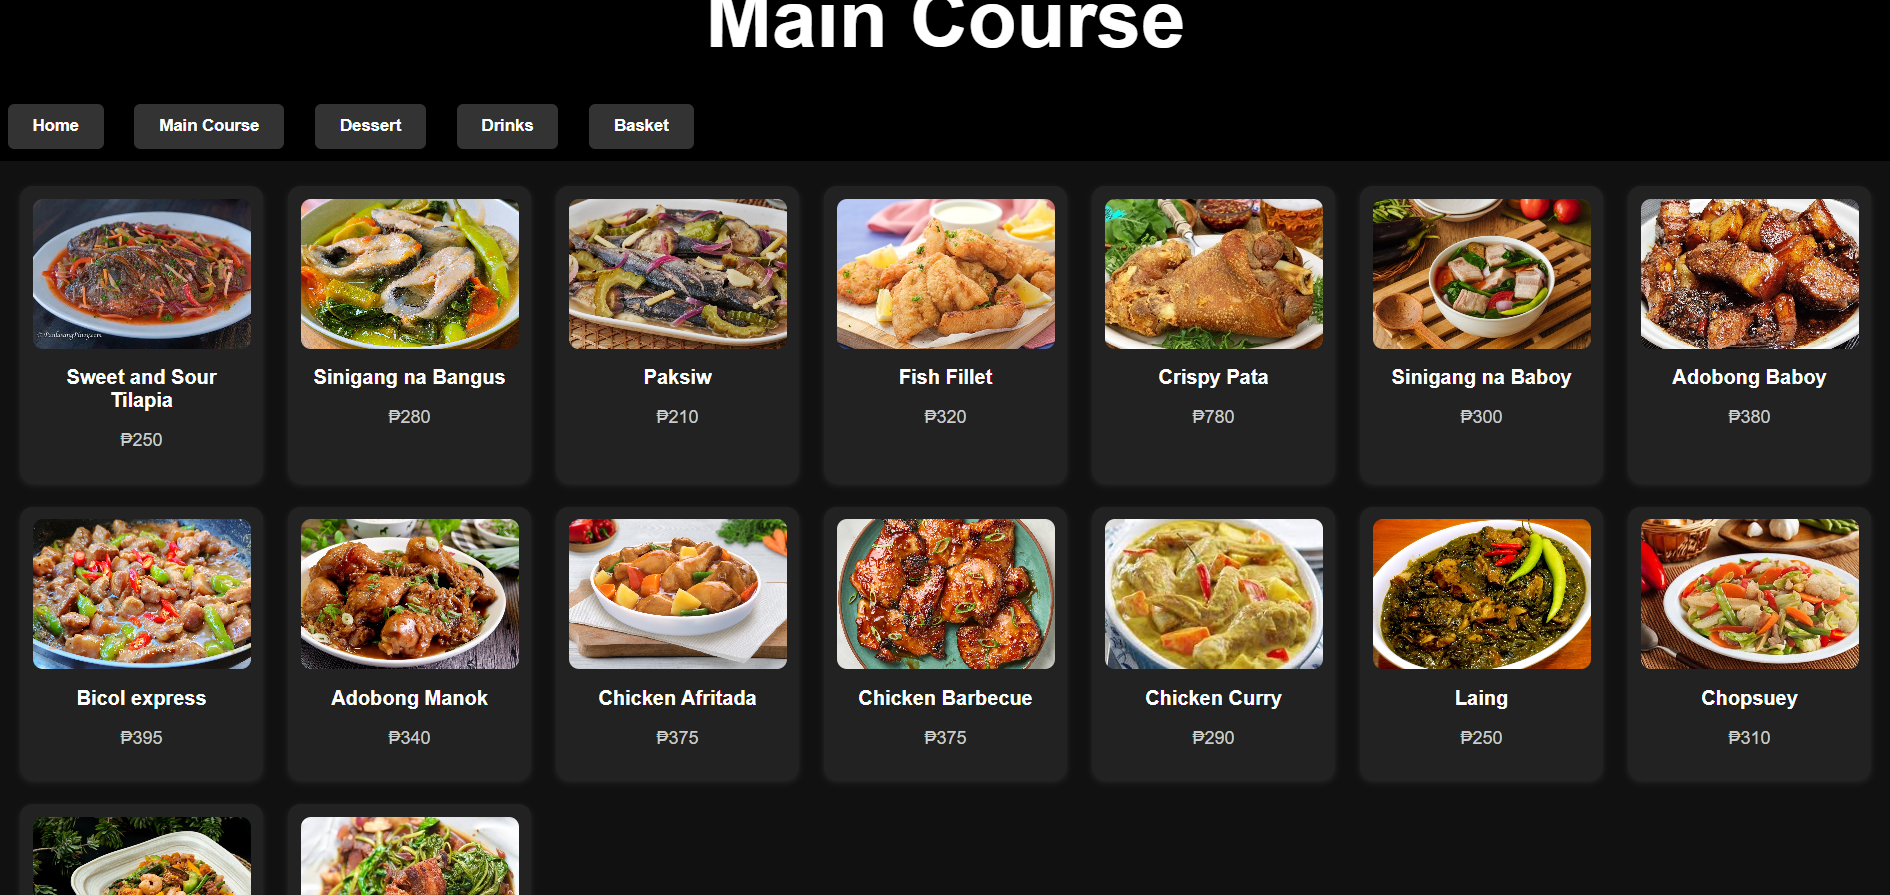 Main Course
Home
Main Course
Dessert
Drinks
Basket
Sweet and Sour
Tilapia
₱250
Sinigang na Bangus
₱280
Paksiw
₱210
Fish Fillet
₱320
Crispy Pata
₱780
Sinigang na Baboy
₱300
Adobong Baboy
₱380
Bicol express
₱395
Adobong Manok
₱340
Chicken Afritada
₱375
Chicken Barbecue
₱375
Chicken Curry
₱290
Laing
₱250
Chopsuey
₱310